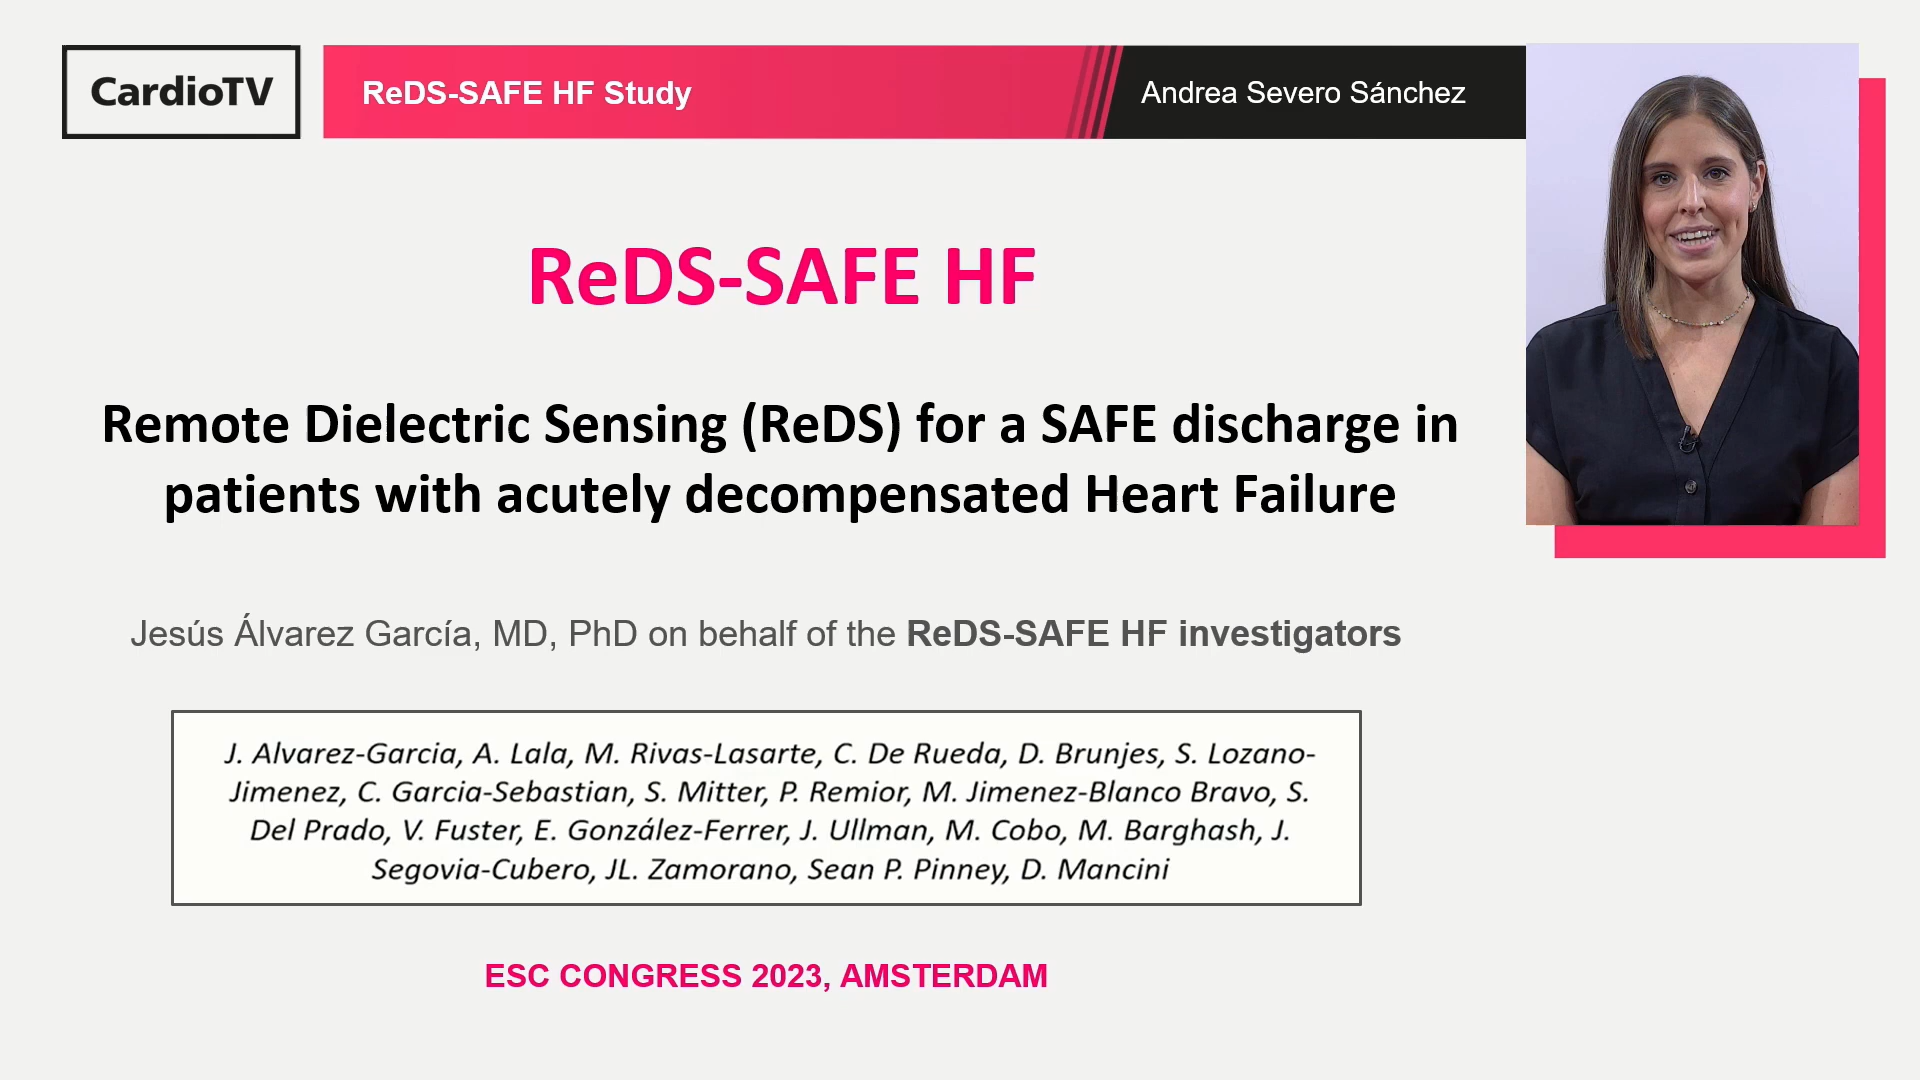 CardioTV
ReDS-SAFE HF Study
Andrea Severo Sánchez
ReDS-SAFE HF
Remote Dielectric Sensing (ReDS) for a SAFE discharge in
patients with acutely decompensated Heart Failure
Jesús Álvarez García, MD, PhD on behalf of the ReDS-SAFE HF investigators
J. Alvarez-Garcia, A. Lala, M. Rivas-Lasarte, C. De Rueda, D. Brunjes, S. Lozano-
Jimenez, C. Garcia-Sebastian, S. Mitter, P. Remior, M. Jimenez-Blanco Bravo, S.
Del Prado, V. Fuster, E. González-Ferrer, J. Ullman, M. Cobo, M. Barghash, J.
Segovia-Cubero, JL. Zamorano, Sean P. Pinney, D. Mancini
ESC CONGRESS 2023, AMSTERDAM